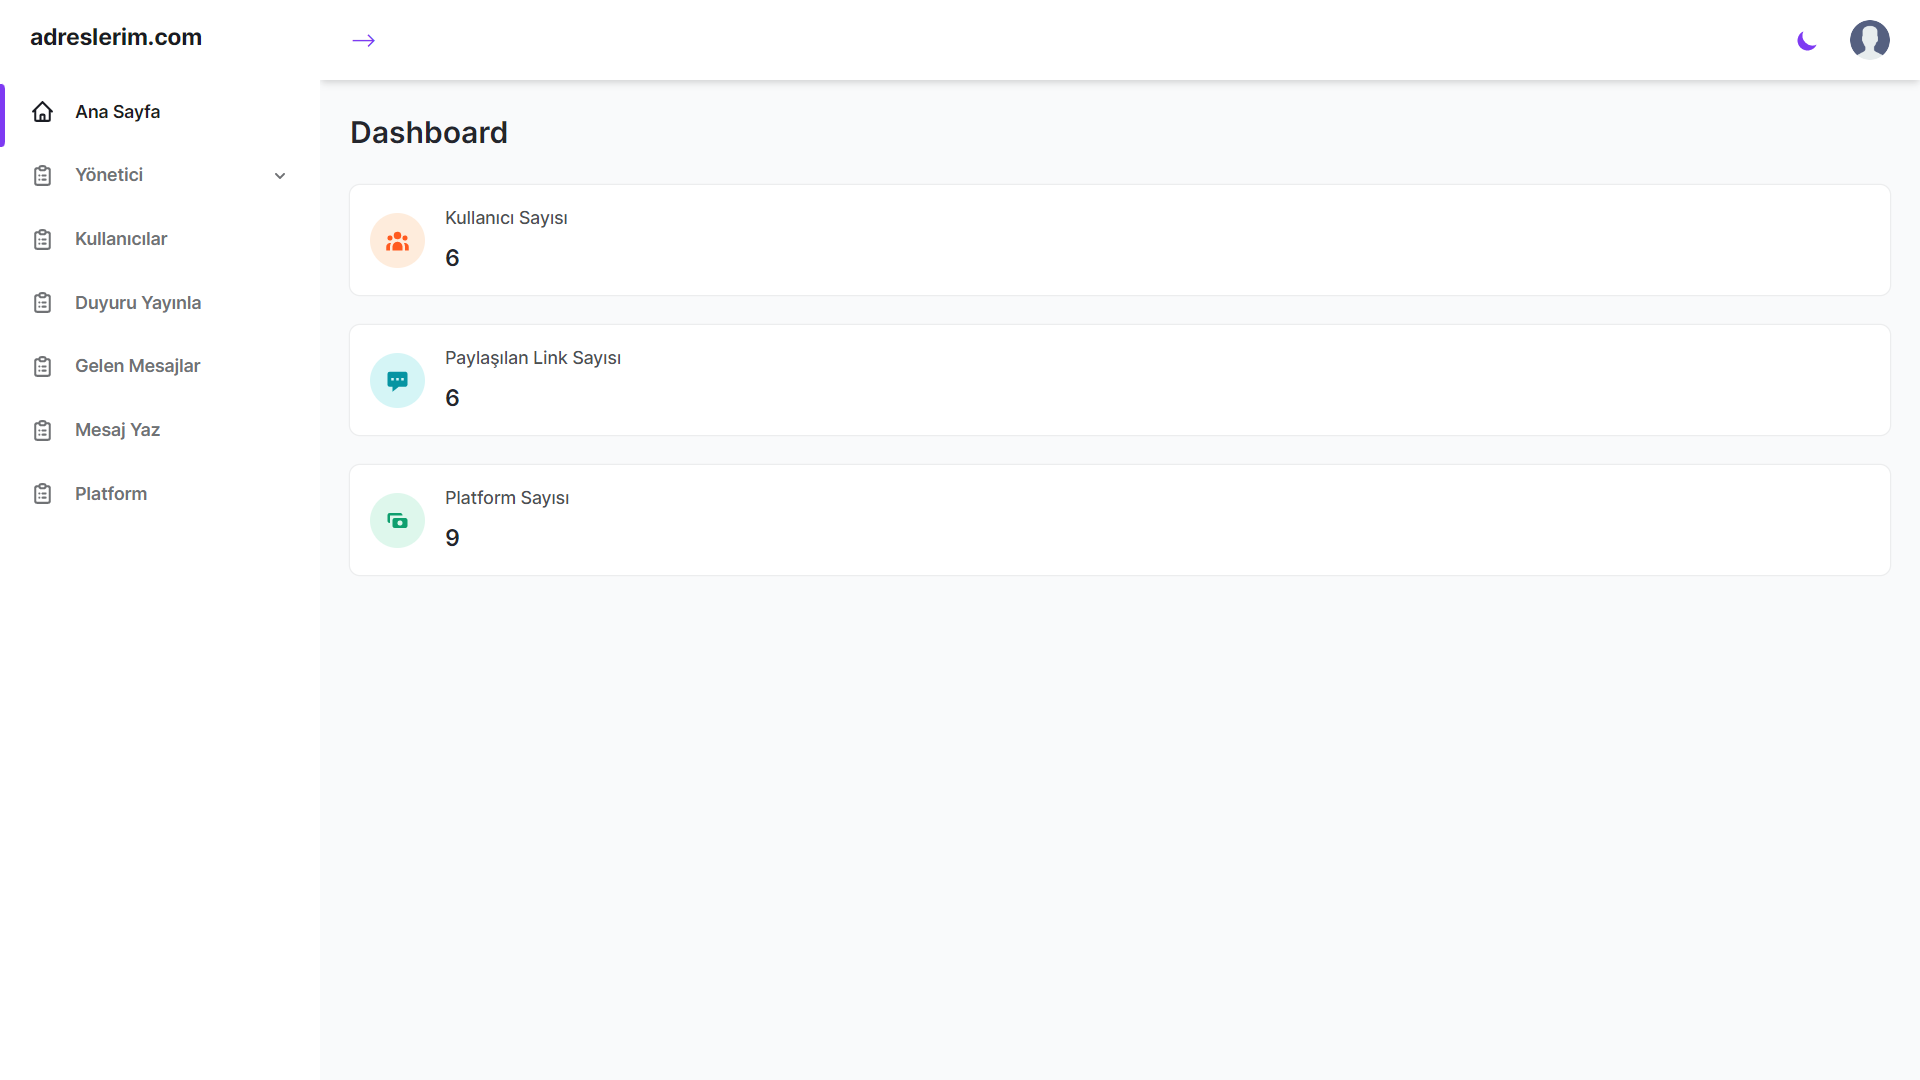 adreslerim.com
Ana Sayfa
Yönetici
Kullanıcılar
Duyuru Yayınla
Gelen Mesajlar
Mesaj Yaz
Platform
Dashboard
Kullanıcı Sayısı
6
Paylaşılan Link Sayısı
6
Platform Sayısı
9